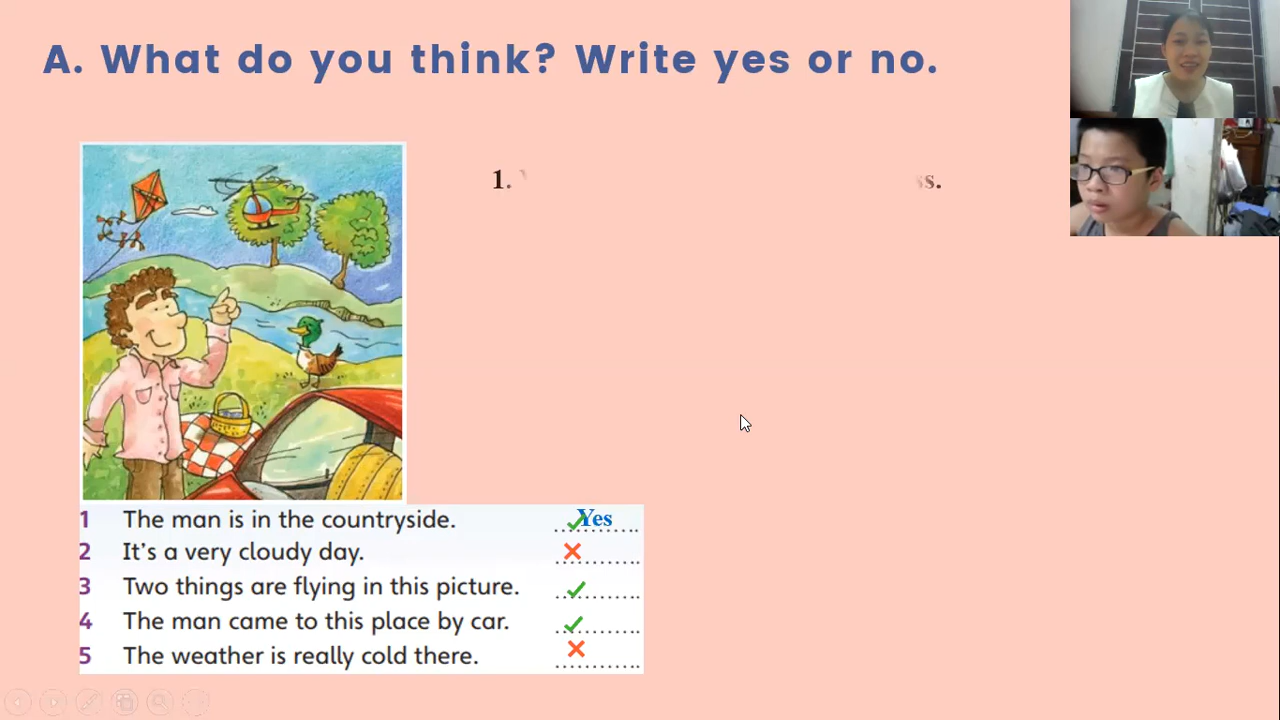 A. What do you think? Write yes or no.
1.
1 The man is in the countryside. Yes
2 It's a very cloudy day.
3 Two things are flying in this picture.
4 The man came to this place by car.
5 The weather is really cold there.